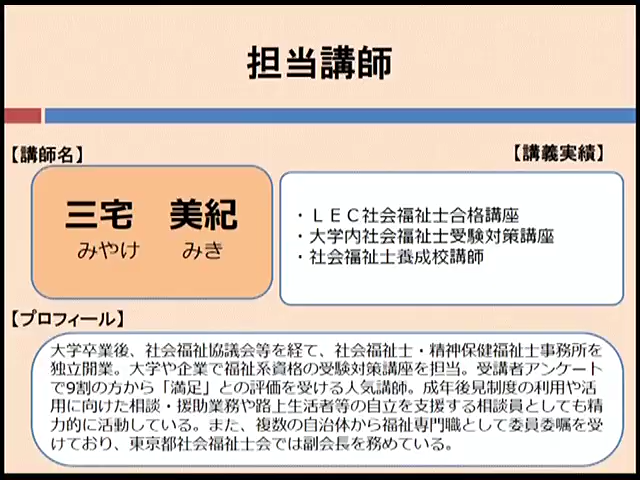 担当講師
【講師名】
【講義実績】
三宅　美紀
みやけ　みき
・ＬＥＣ社会福祉士合格講座
・大学内社会福祉士受験対策講座
・社会福祉士養成校講師
【プロフィール】
大学卒業後、社会福祉協議会等を経て、社会福祉士・精神保健福祉士事務所を
独立開業。大学や企業で福祉系資格の受験対策講座を担当。受講者アンケート
で9割の方から「満足」との評価を受ける人気講師。成年後見制度の利用や活
用に向けた相談・援助業務や路上生活者等の自立を支援する相談員としても精
力的に活動している。また、複数の自治体から福祉専門職として委員委嘱を受
けており、東京都社会福祉士会では副会長を務めている。